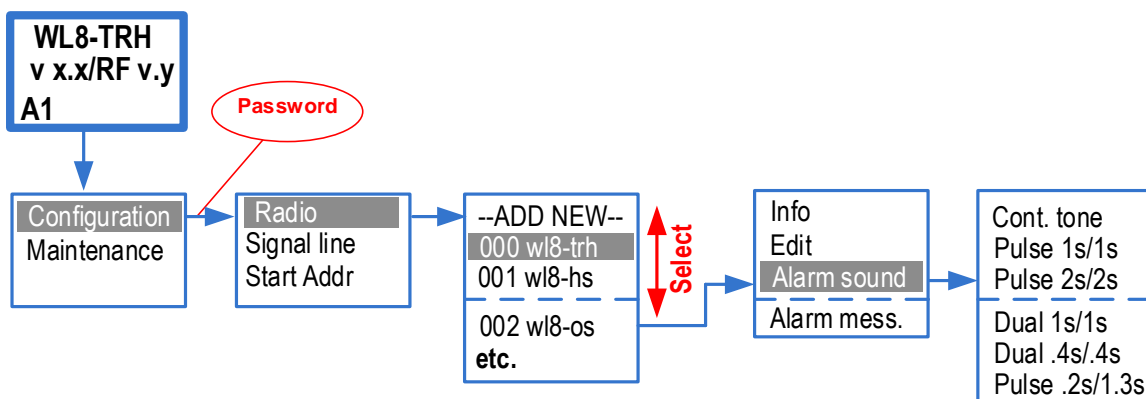 WL8-TRH
v x.x/RF v.y
A1
Password
Configuration
Maintenance
Radio
Signal line
Start Addr
--ADD NEW--
000 wl8-trh
001 wl8-hs
002 wl8-os
etc.
Select
Info
Edit
Alarm sound
Alarm mess.
Cont. tone
Pulse 1s/1s
Pulse 2s/2s
Dual 1s/1s
Dual .4s/.4s
Pulse .2s/1.3s